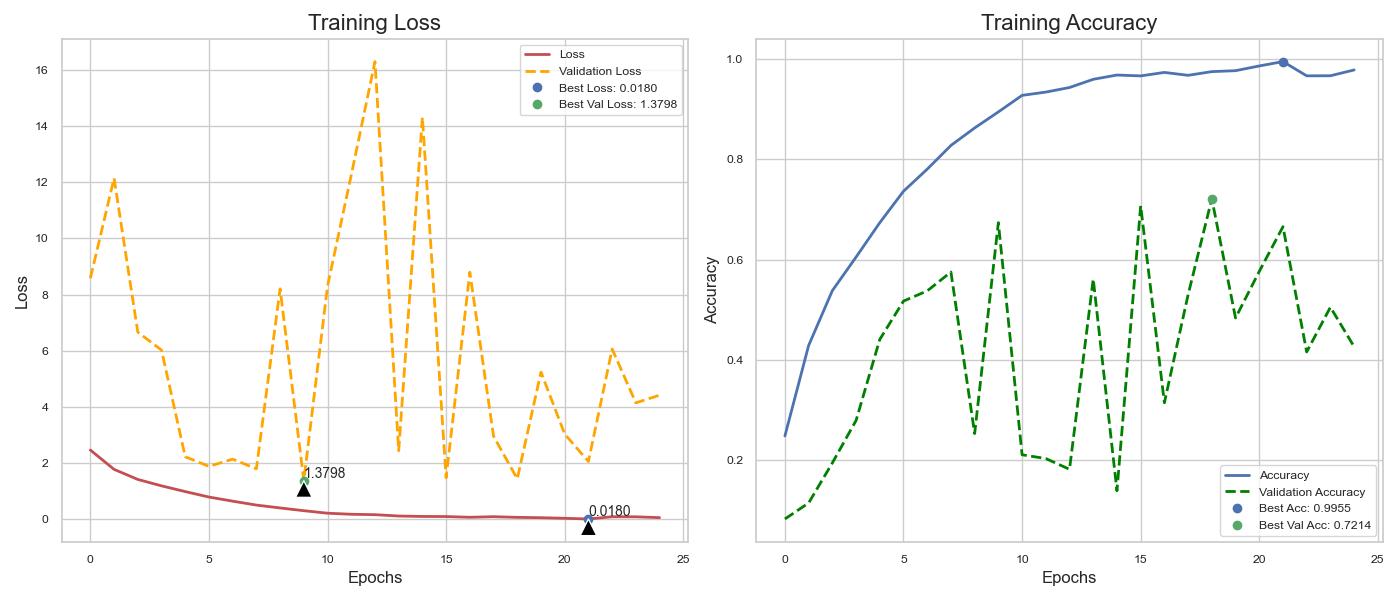 Training Loss
Loss
Validation Loss
Best Loss: 0.0180
Best Val Loss: 1.3798
16
14
12
10
8
6
4
2
0
Loss
1.3798
0.0180
0
5
10
15
20
25
Epochs
Training Accuracy
1.0
0.8
0.6
0.4
0.2
Accuracy
Accuracy
Validation Accuracy
Best Acc: 0.9955
Best Val Acc: 0.7214
0
5
10
15
20
25
Epochs